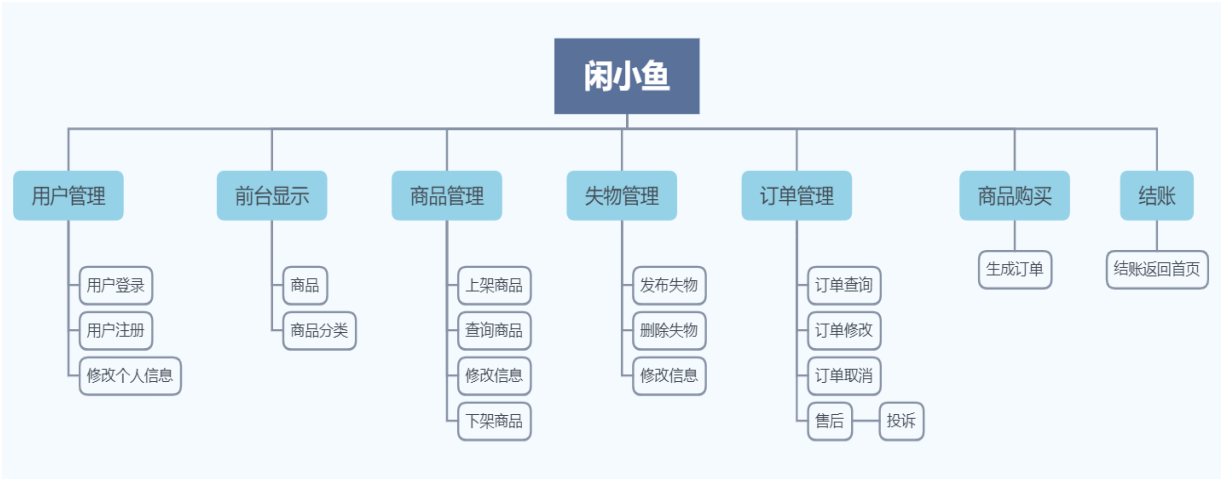 闲小鱼
用户管理
前台显示
商品管理
失物管理
订单管理
商品购买
结账
用户登录
用户注册
修改个人信息
商品
商品分类
上架商品
查询商品
修改信息
下架商品
发布失物
删除失物
修改信息
订单查询
订单修改
订单取消
售后
投诉
生成订单
结账返回首页